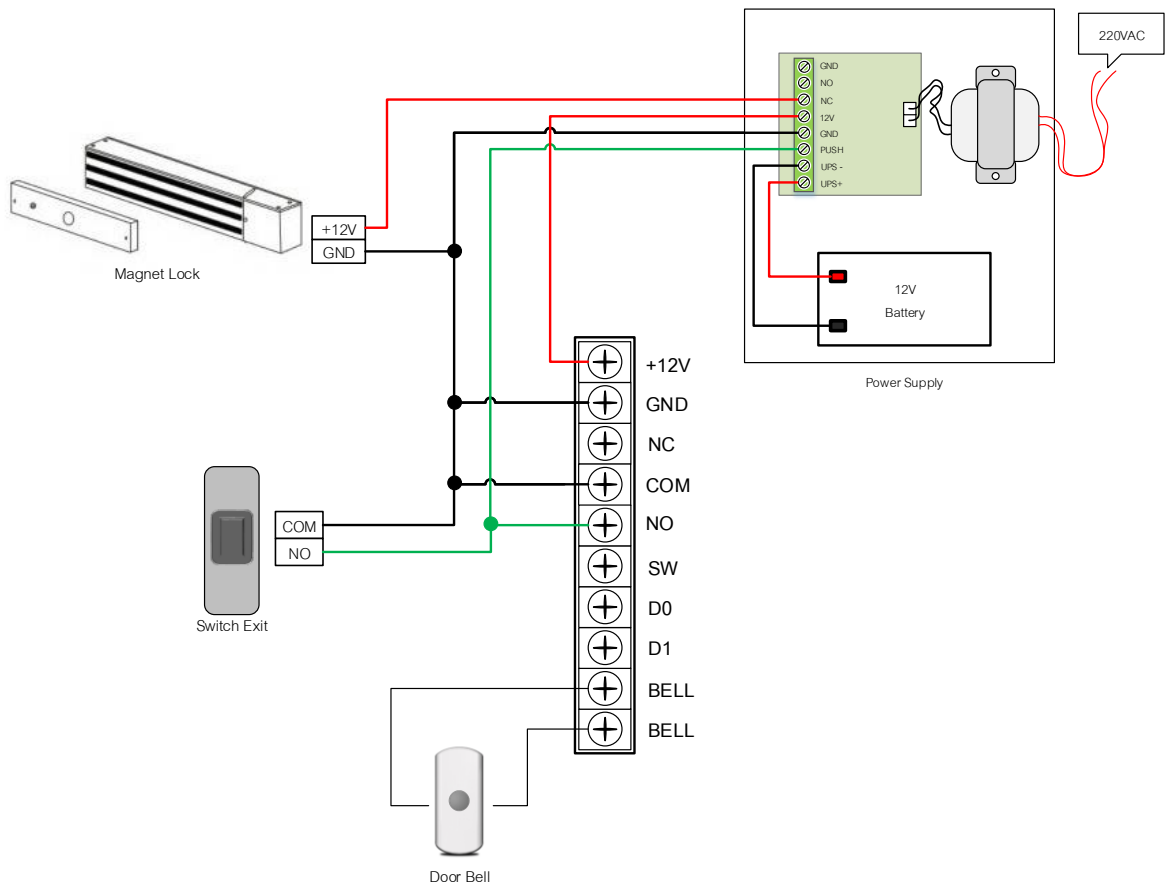 220VAC
GND
NO
NC
12V
GND
PUSH
UPS -
UPS+
+12V
GND
Magnet Lock
12V
Battery
Power Supply
+12V
GND
NC
COM
NO
SW
D0
D1
BELL
BELL
COM
NO
Switch Exit
Door Bell